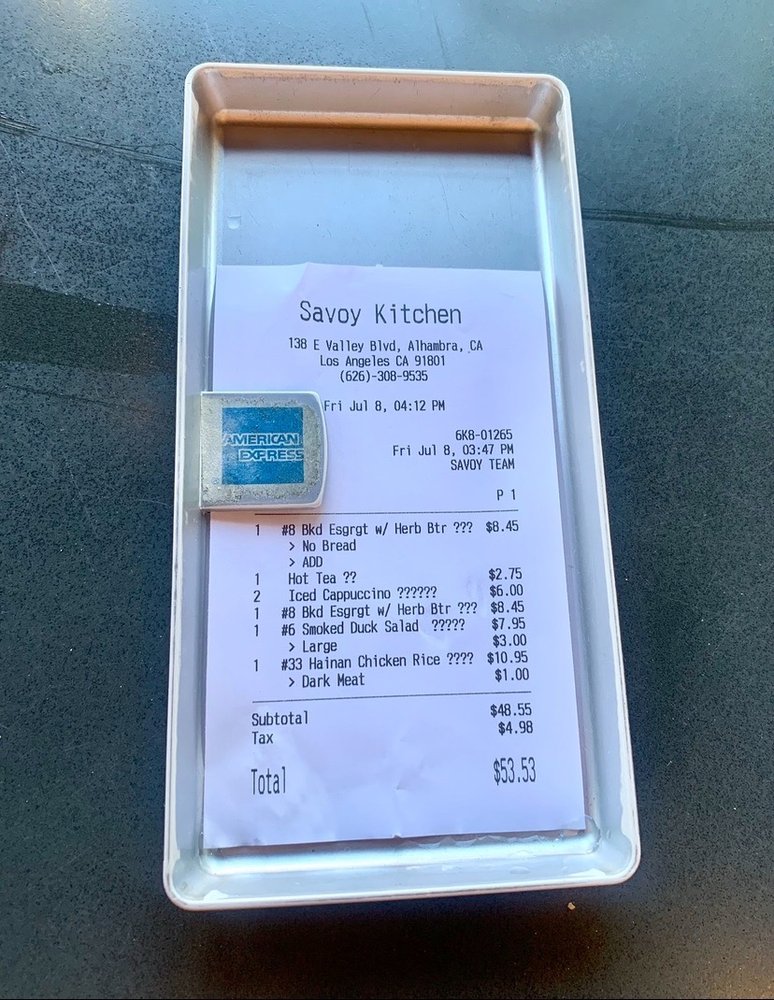 Savoy Kitchen
138 E Valley Blvd, Alhambra, CA
Los Angeles CA 91801
(626)-308-9535
Fri Jul 8, 04:12 PM
AMERICAN
EXPRESS
6K8-01265
Fri Jul 8, 03:47 PM
SAVOY TEAM
P 1
1 #8 Bkd Esgrgt w/ Herb Btr ??? $8.45
> No Bread
> ADD
1 Hot Tea ?? $2.75
2 Iced Cappuccino ?????? $6.00
1 #8 Bkd Esgrgt w/ Herb Btr ??? $8.45
1 #6 Smoked Duck Salad ????? $7.95
> Large $3.00
1 #33 Hainan Chicken Rice ???? $10.95
> Dark Meat $1.00
Subtotal $48.55
Tax $4.98
Total $53.53